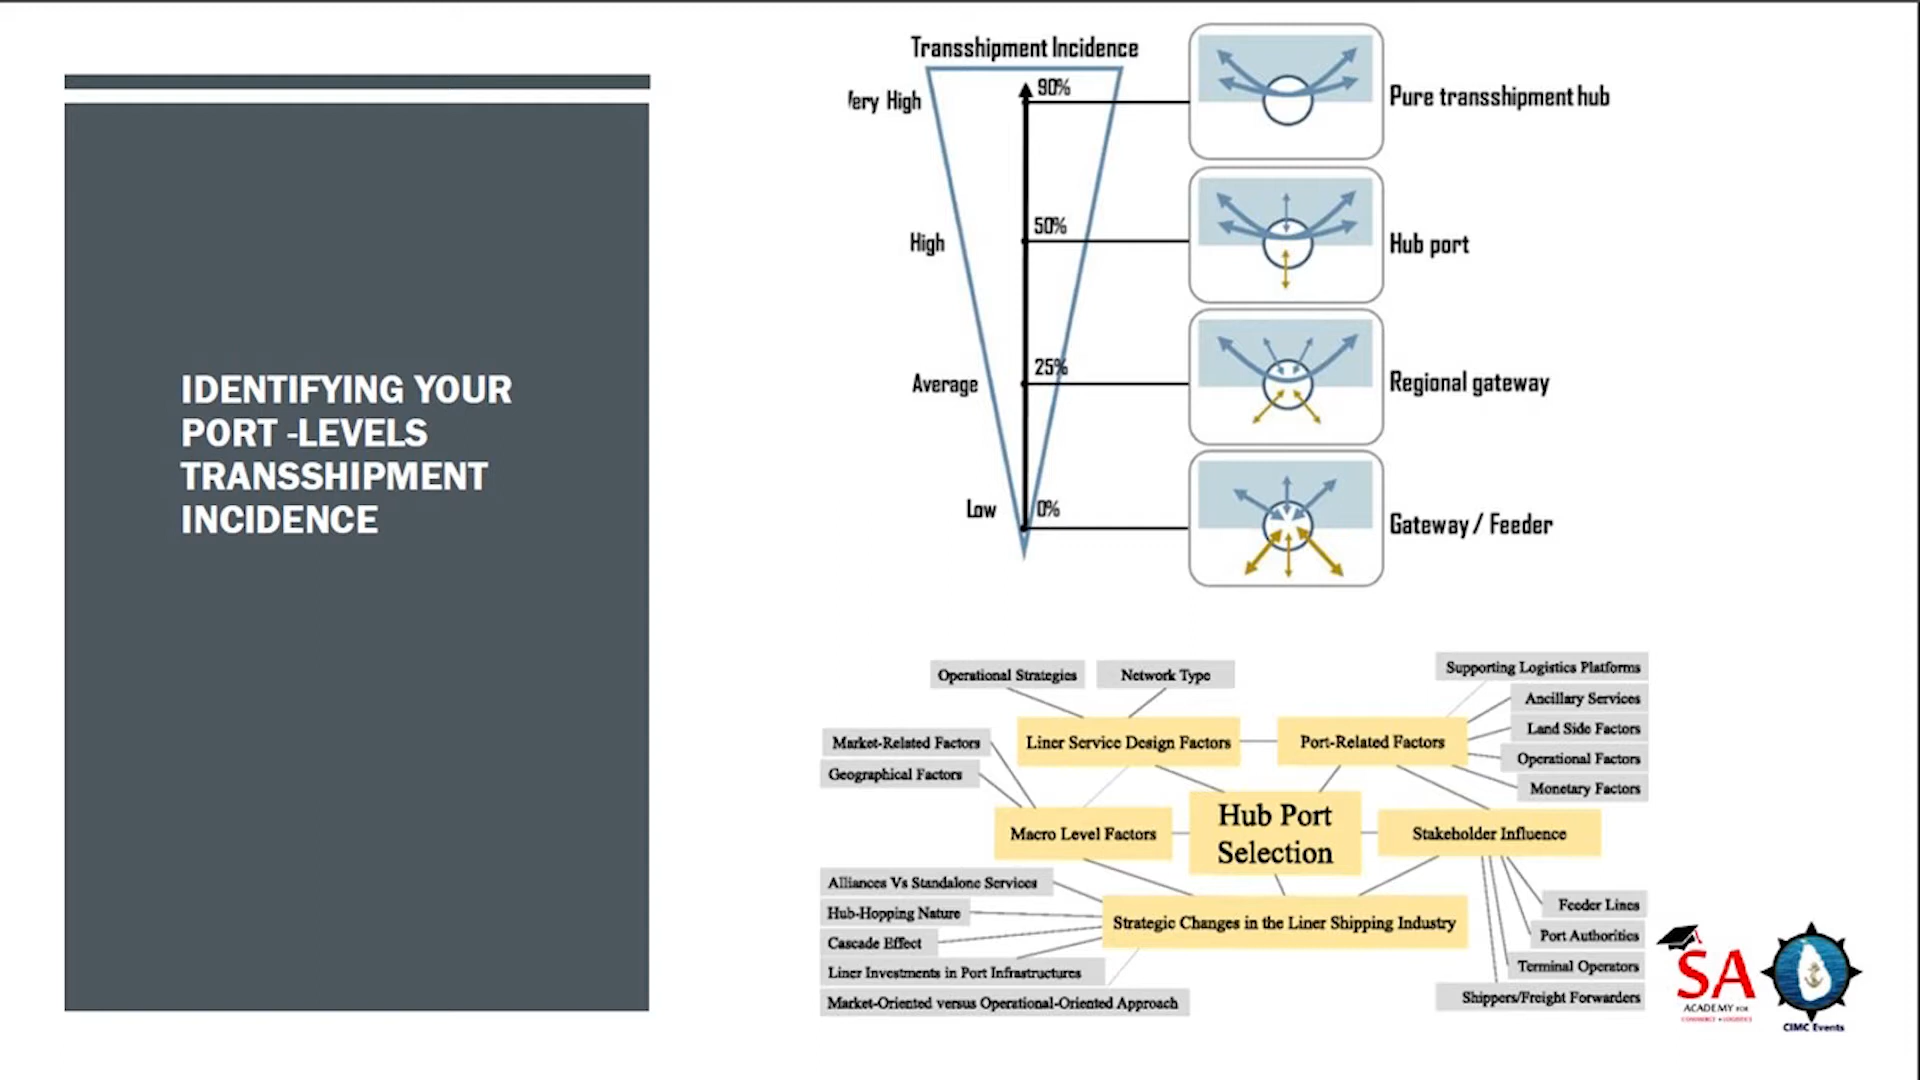 IDENTIFYING YOUR
PORT -LEVELS
TRANSSHIPMENT
INCIDENCE
Transshipment Incidence
Very High
90%
Pure transshipment hub
High
50%
Hub port
Average
25%
Regional gateway
Low
0%
Gateway / Feeder
Operational Strategies
Network Type
Supporting Logistics Platforms
Ancillary Services
Land Side Factors
Operational Factors
Monetary Factors
Market-Related Factors
Geographical Factors
Liner Service Design Factors
Port-Related Factors
Macro Level Factors
Hub Port
Selection
Stakeholder Influence
Alliances Vs Standalone Services
Hub-Hopping Nature
Cascade Effect
Liner Investments in Port Infrastructures
Market-Oriented versus Operational-Oriented Approach
Strategic Changes in the Liner Shipping Industry
Feeder Lines
Port Authorities
Terminal Operators
Shippers/Freight Forwarders
SA
ACADEMY FOR
COMMERCE & LOGISTICS
CIMC Events